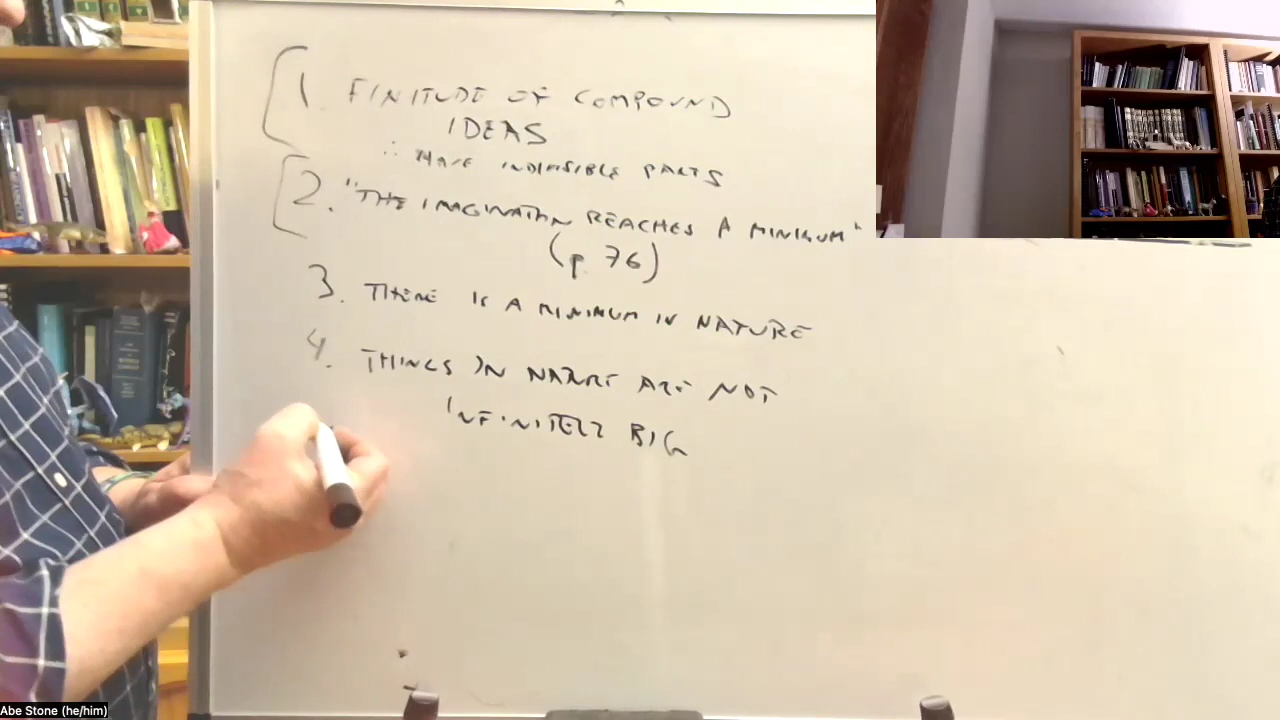 1. FINITUDE OF COMPOUND
IDEAS
∴ HAVE INDIVISIBLE PARTS
2. "THE IMAGINATION REACHES A MINIMUM"
(p. 76)
3. THERE IS A MINIMUM IN NATURE
4. THINGS IN NATURE ARE NOT
INFINITELY BIG
Abe Stone (he/him)